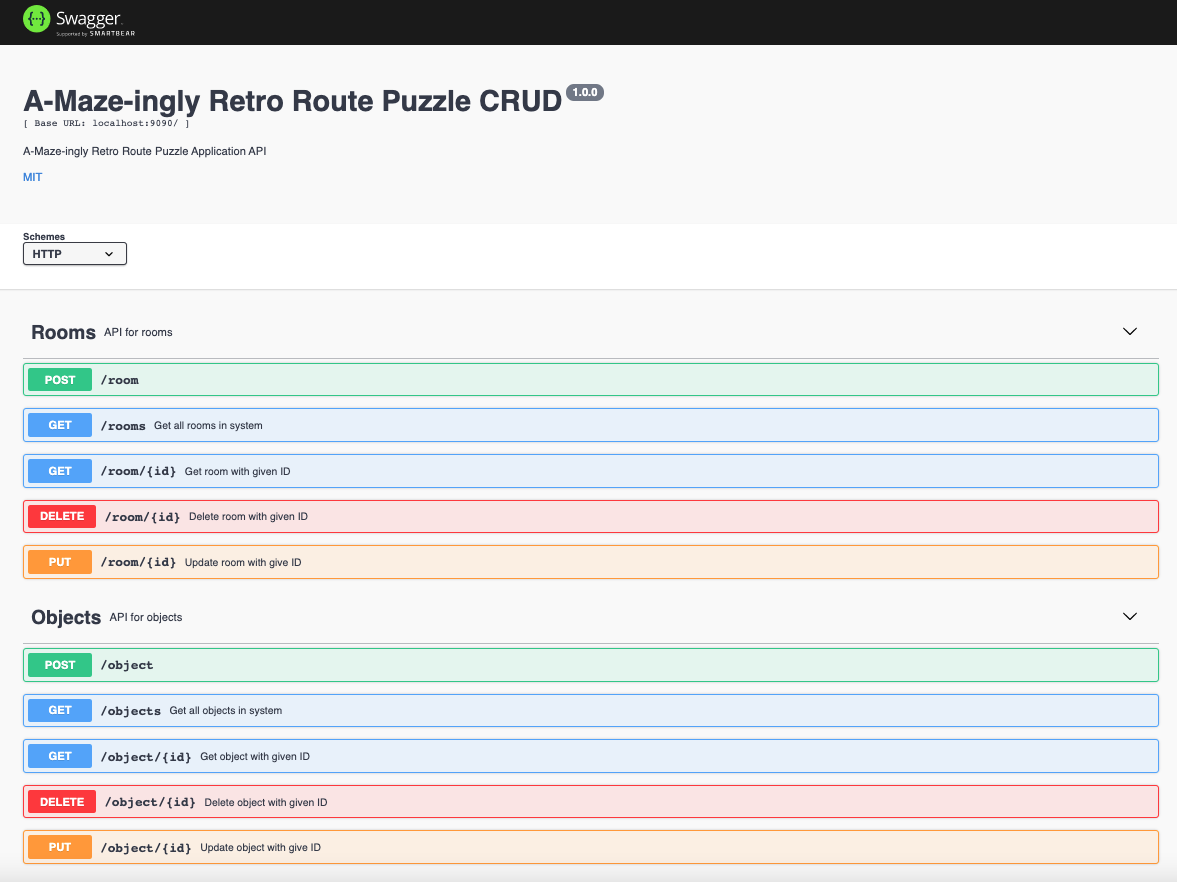 {···} Swagger
Supported by SMARTBEAR
A-Maze-ingly Retro Route Puzzle CRUD 1.0.0
[ Base URL: localhost:9090/ ]
A-Maze-ingly Retro Route Puzzle Application API
MIT
Schemes
HTTP
Rooms API for rooms
POST /room
GET /rooms Get all rooms in system
GET /room/{id} Get room with given ID
DELETE /room/{id} Delete room with given ID
PUT /room/{id} Update room with give ID
Objects API for objects
POST /object
GET /objects Get all objects in system
GET /object/{id} Get object with given ID
DELETE /object/{id} Delete object with given ID
PUT /object/{id} Update object with give ID